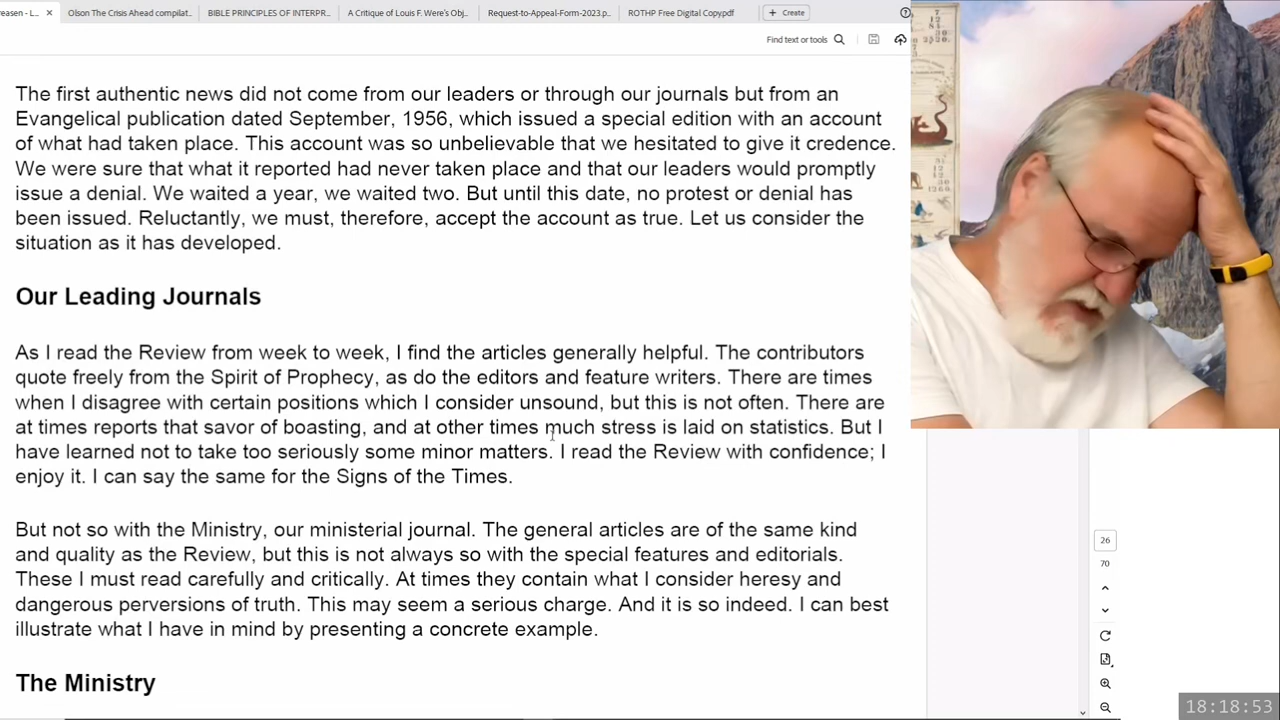 reasen - L...
Olson The Crisis Ahead compilat...
BIBLE PRINCIPLES OF INTERPR...
A Critique of Louis F. Were's Obj...
Request-to-Appeal-Form-2023.p...
ROTHP Free Digital Copy.pdf
Create
Find text or tools
The first authentic news did not come from our leaders or through our journals but from an
Evangelical publication dated September, 1956, which issued a special edition with an account
of what had taken place. This account was so unbelievable that we hesitated to give it credence.
We were sure that what it reported had never taken place and that our leaders would promptly
issue a denial. We waited a year, we waited two. But until this date, no protest or denial has
been issued. Reluctantly, we must, therefore, accept the account as true. Let us consider the
situation as it has developed.
Our Leading Journals
As I read the Review from week to week, I find the articles generally helpful. The contributors
quote freely from the Spirit of Prophecy, as do the editors and feature writers. There are times
when I disagree with certain positions which I consider unsound, but this is not often. There are
at times reports that savor of boasting, and at other times much stress is laid on statistics. But I
have learned not to take too seriously some minor matters. I read the Review with confidence; I
enjoy it. I can say the same for the Signs of the Times.
But not so with the Ministry, our ministerial journal. The general articles are of the same kind
and quality as the Review, but this is not always so with the special features and editorials.
These I must read carefully and critically. At times they contain what I consider heresy and
dangerous perversions of truth. This may seem a serious charge. And it is so indeed. I can best
illustrate what I have in mind by presenting a concrete example.
The Ministry
26
70
18:18:53